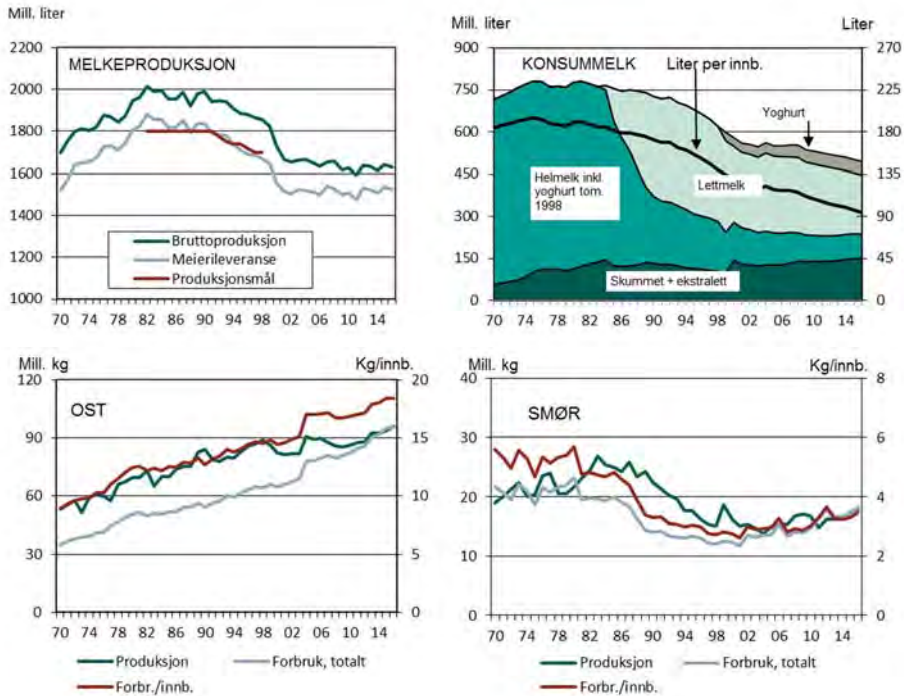 Mill. liter
MELKEPRODUKSJON
2200
2000
1800
1600
1400
1200
1000
Bruttoproduksjon
Meierileveranse
Produksjonsmål
70 74 78 82 86 90 94 98 02 06 10 14
Mill. liter
Liter
KONSUMMELK
Liter per innb.
Yoghurt
Helmelk inkl.
yoghurt tom.
1998
Lettmelk
Skummet + ekstralett
900
750
600
450
300
150
0
270
225
180
135
90
45
0
70 74 78 82 86 90 94 98 02 06 10 14
Mill. kg
Kg/innb.
OST
120
90
60
30
0
20
15
10
5
0
70 74 78 82 86 90 94 98 02 06 10 14
Produksjon
Forbruk, totalt
Forbr./innb.
Mill. kg
Kg/innb.
SMØR
40
30
20
10
0
8
6
4
2
0
70 74 78 82 86 90 94 98 02 06 10 14
Produksjon
Forbruk, totalt
Forbr./innb.